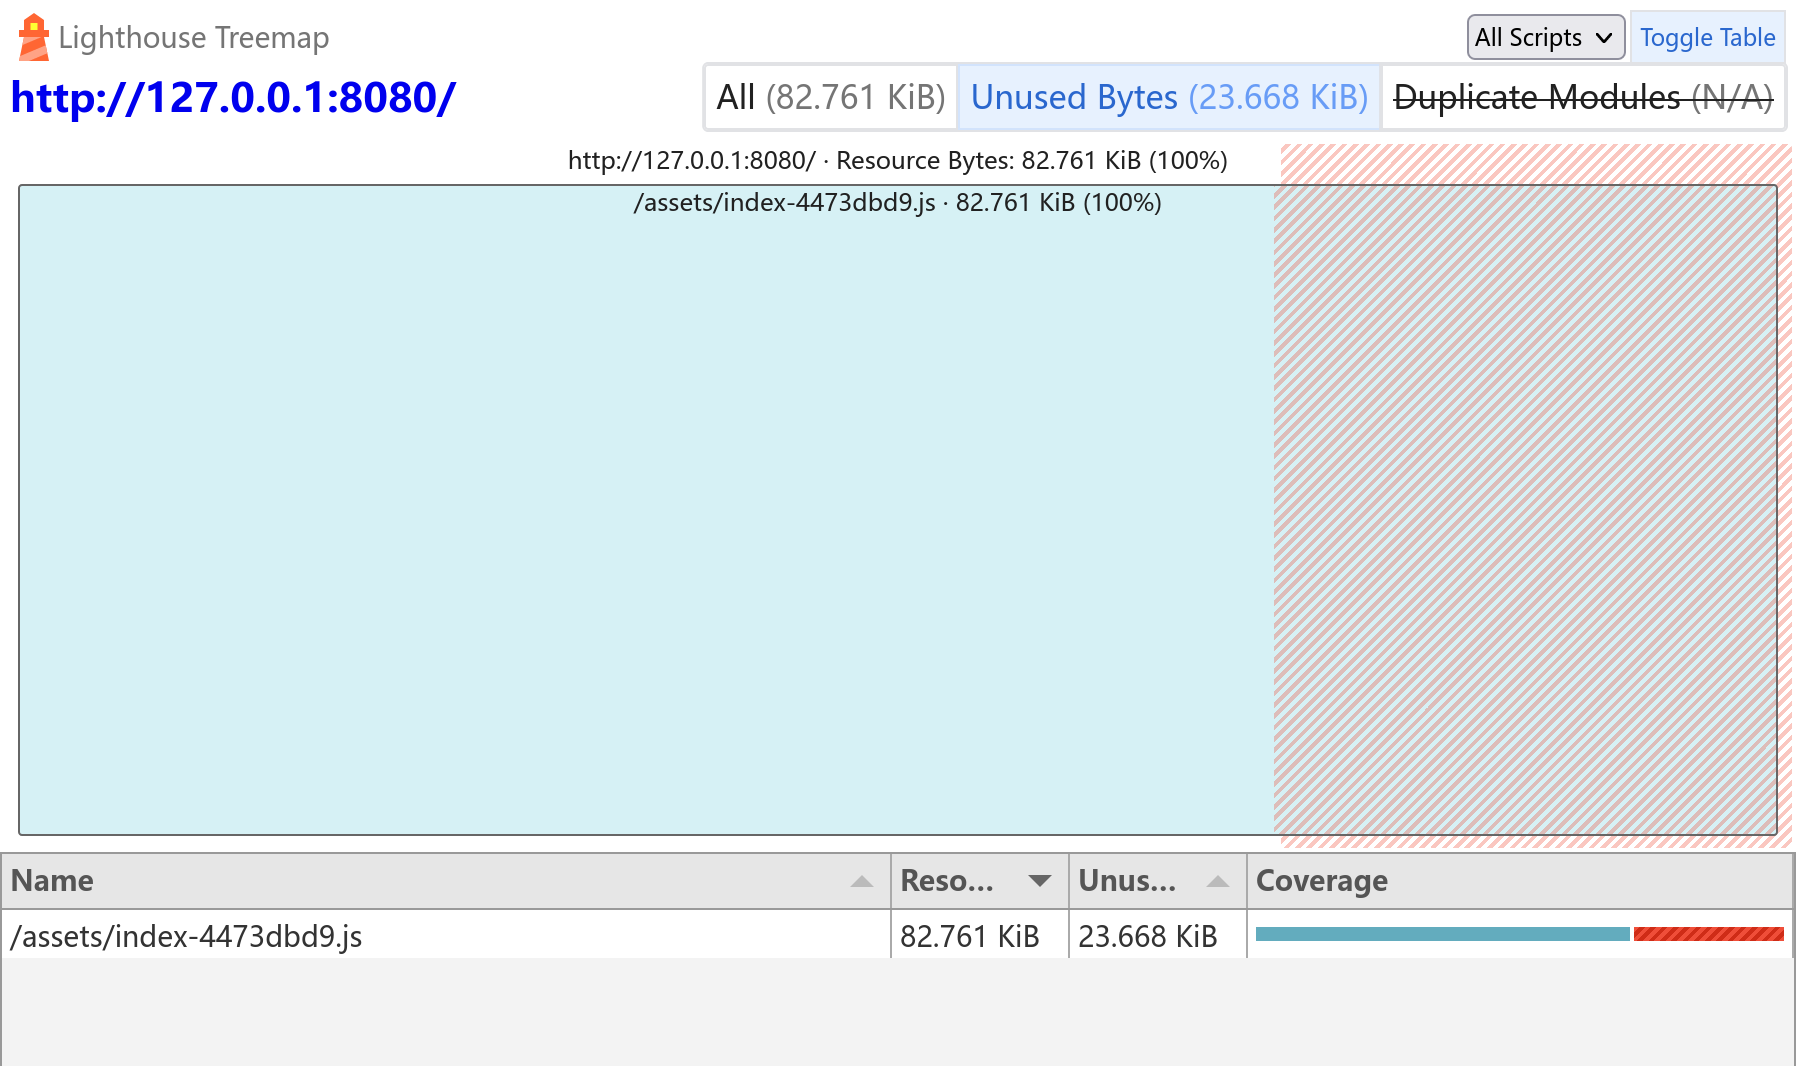 Lighthouse Treemap
All Scripts
Toggle Table
http://127.0.0.1:8080/
All (82.761 KiB)
Unused Bytes (23.668 KiB)
Duplicate Modules (N/A)
http://127.0.0.1:8080/ · Resource Bytes: 82.761 KiB (100%)
/assets/index-4473dbd9.js · 82.761 KiB (100%)
Name
Reso...
Unus...
Coverage
/assets/index-4473dbd9.js
82.761 KiB
23.668 KiB